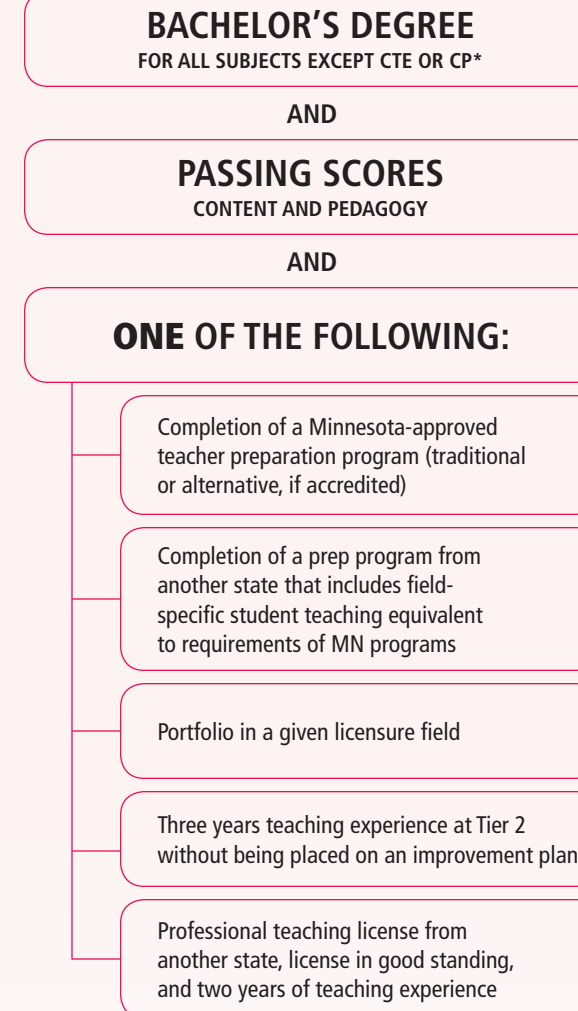 BACHELOR'S DEGREE
FOR ALL SUBJECTS EXCEPT CTE OR CP*
AND
PASSING SCORES
CONTENT AND PEDAGOGY
AND
ONE OF THE FOLLOWING:
Completion of a Minnesota-approved
teacher preparation program (traditional
or alternative, if accredited)
Completion of a prep program from
another state that includes field-
specific student teaching equivalent
to requirements of MN programs
Portfolio in a given licensure field
Three years teaching experience at Tier 2
without being placed on an improvement plan
Professional teaching license from
another state, license in good standing,
and two years of teaching experience